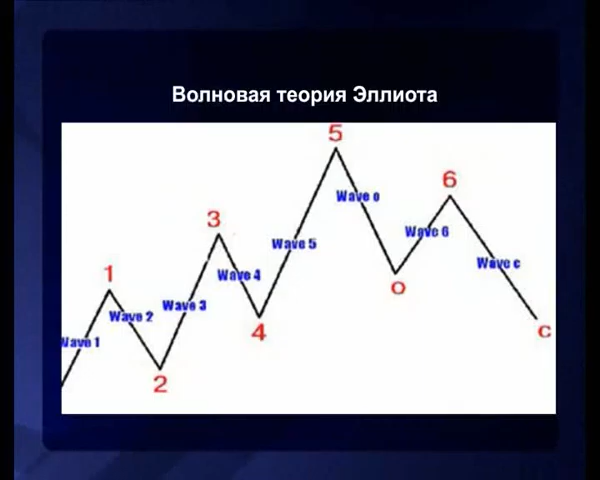 Волновая теория Эллиота
5
6
3
1
Wave o
Wave 6
Wave 5
Wave c
Wave 4
Wave 3
Wave 2
Wave 1
o
4
c
2